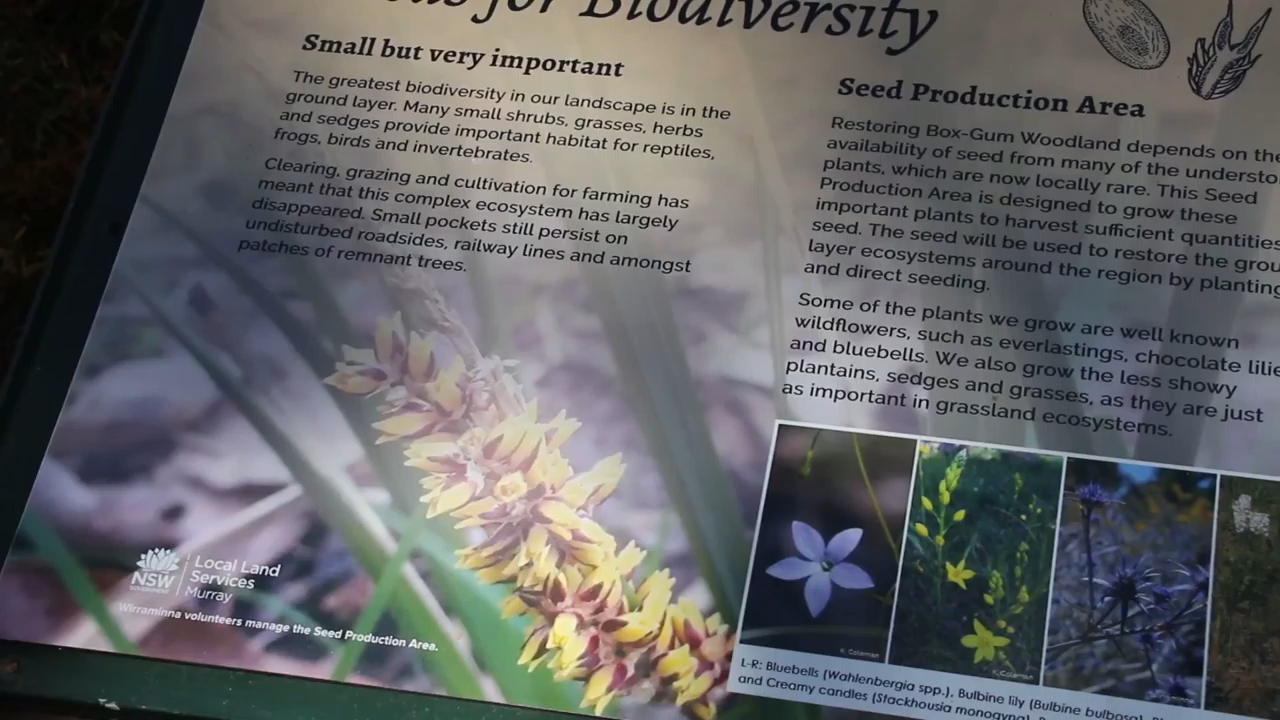 for Biodiversity
Small but very important
The greatest biodiversity in our landscape is in the
ground layer. Many small shrubs, grasses, herbs
and sedges provide important habitat for reptiles,
frogs, birds and invertebrates.
Clearing, grazing and cultivation for farming has
meant that this complex ecosystem has largely
disappeared. Small pockets still persist on
undisturbed roadsides, railway lines and amongst
patches of remnant trees.
NSW
GOVERNMENT
Local Land
Services
Murray
Wirraminna volunteers manage the Seed Production Area.
Seed Production Area
Restoring Box-Gum Woodland depends on the
availability of seed from many of the
plants, which are now locally rare. This Seed
Production Area is designed to grow these
important plants to harvest sufficient quantities
seed. The seed will be used to restore the
layer ecosystems around the region by planting
and direct seeding.
Some of the plants we grow are well known
wildflowers, such as everlastings, chocolate
and bluebells. We also grow the less showy
plantains, sedges and grasses, as they are just
as important in grassland ecosystems.
K. Coleman
K. Coleman
L-R: Bluebells (Wahlenbergia spp.), Bulbine lily (Bulbine bulbosa),
and Creamy candles (Stackhousia monogyna),